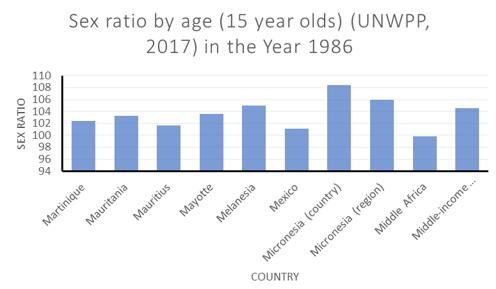 Sex ratio by age (15 year olds) (UNWPP,
2017) in the Year 1986
SEX RATIO
110
108
106
104
102
100
98
96
94
Martinique
Mauritania
Mauritius
Mayotte
Melanesia
Mexico
Micronesia (country)
Micronesia (region)
Middle Africa
Middle-income ...
COUNTRY